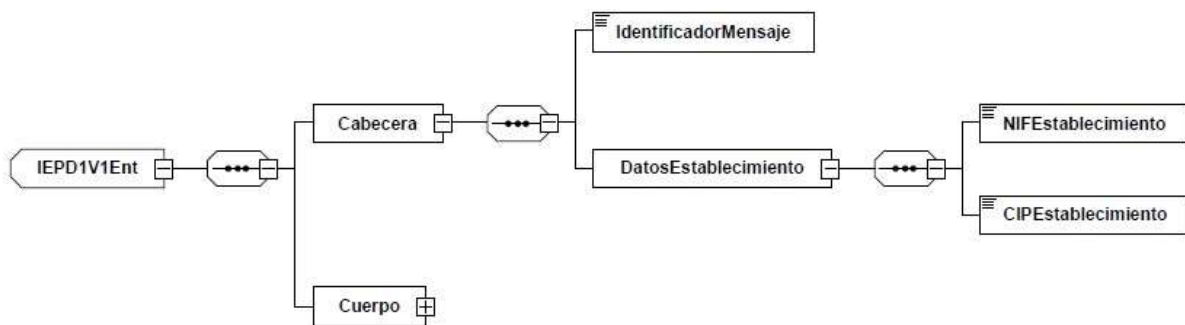 IdentificadorMensaje
Cabecera
NIFEstablecimiento
IEPD1V1Ent
DatosEstablecimiento
CIPEstablecimiento
Cuerpo